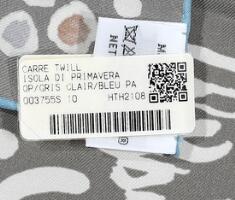 CARRE TWILL
ISOLA DI PRIMAVERA
OP/GRIS CLAIR/BLEU PA
003755S 10 HTH2108